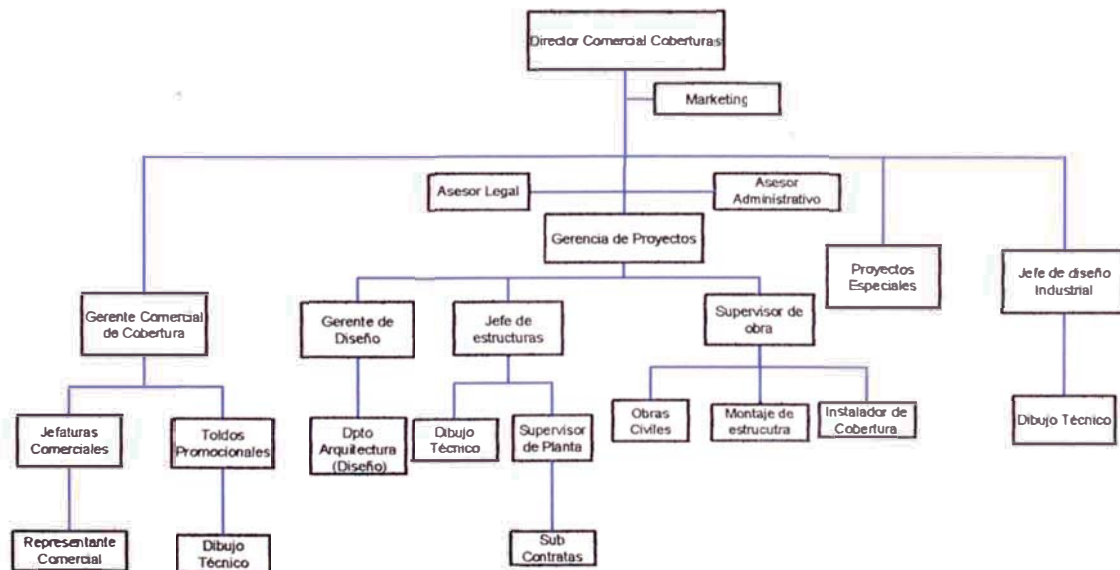 Director Comercial Coberturas
Marketing
Asesor Legal
Asesor
Administrativo
Gerencia de Proyectos
Proyectos
Especiales
Jefe de diseño
Industrial
Gerente Comercial
de Cobertura
Gerente de
Diseño
Jefe de
estructuras
Supervisor de
obra
Jefaturas
Comerciales
Toldos
Promocionales
Dpto
Arquitectura
(Diseño)
Dibujo
Técnico
Supervisor
de Planta
Obras
Civiles
Montaje de
estrucutra
Instalador de
Cobertura
Dibujo Técnico
Representante
Comercial
Dibujo
Técnico
Sub
Contratas